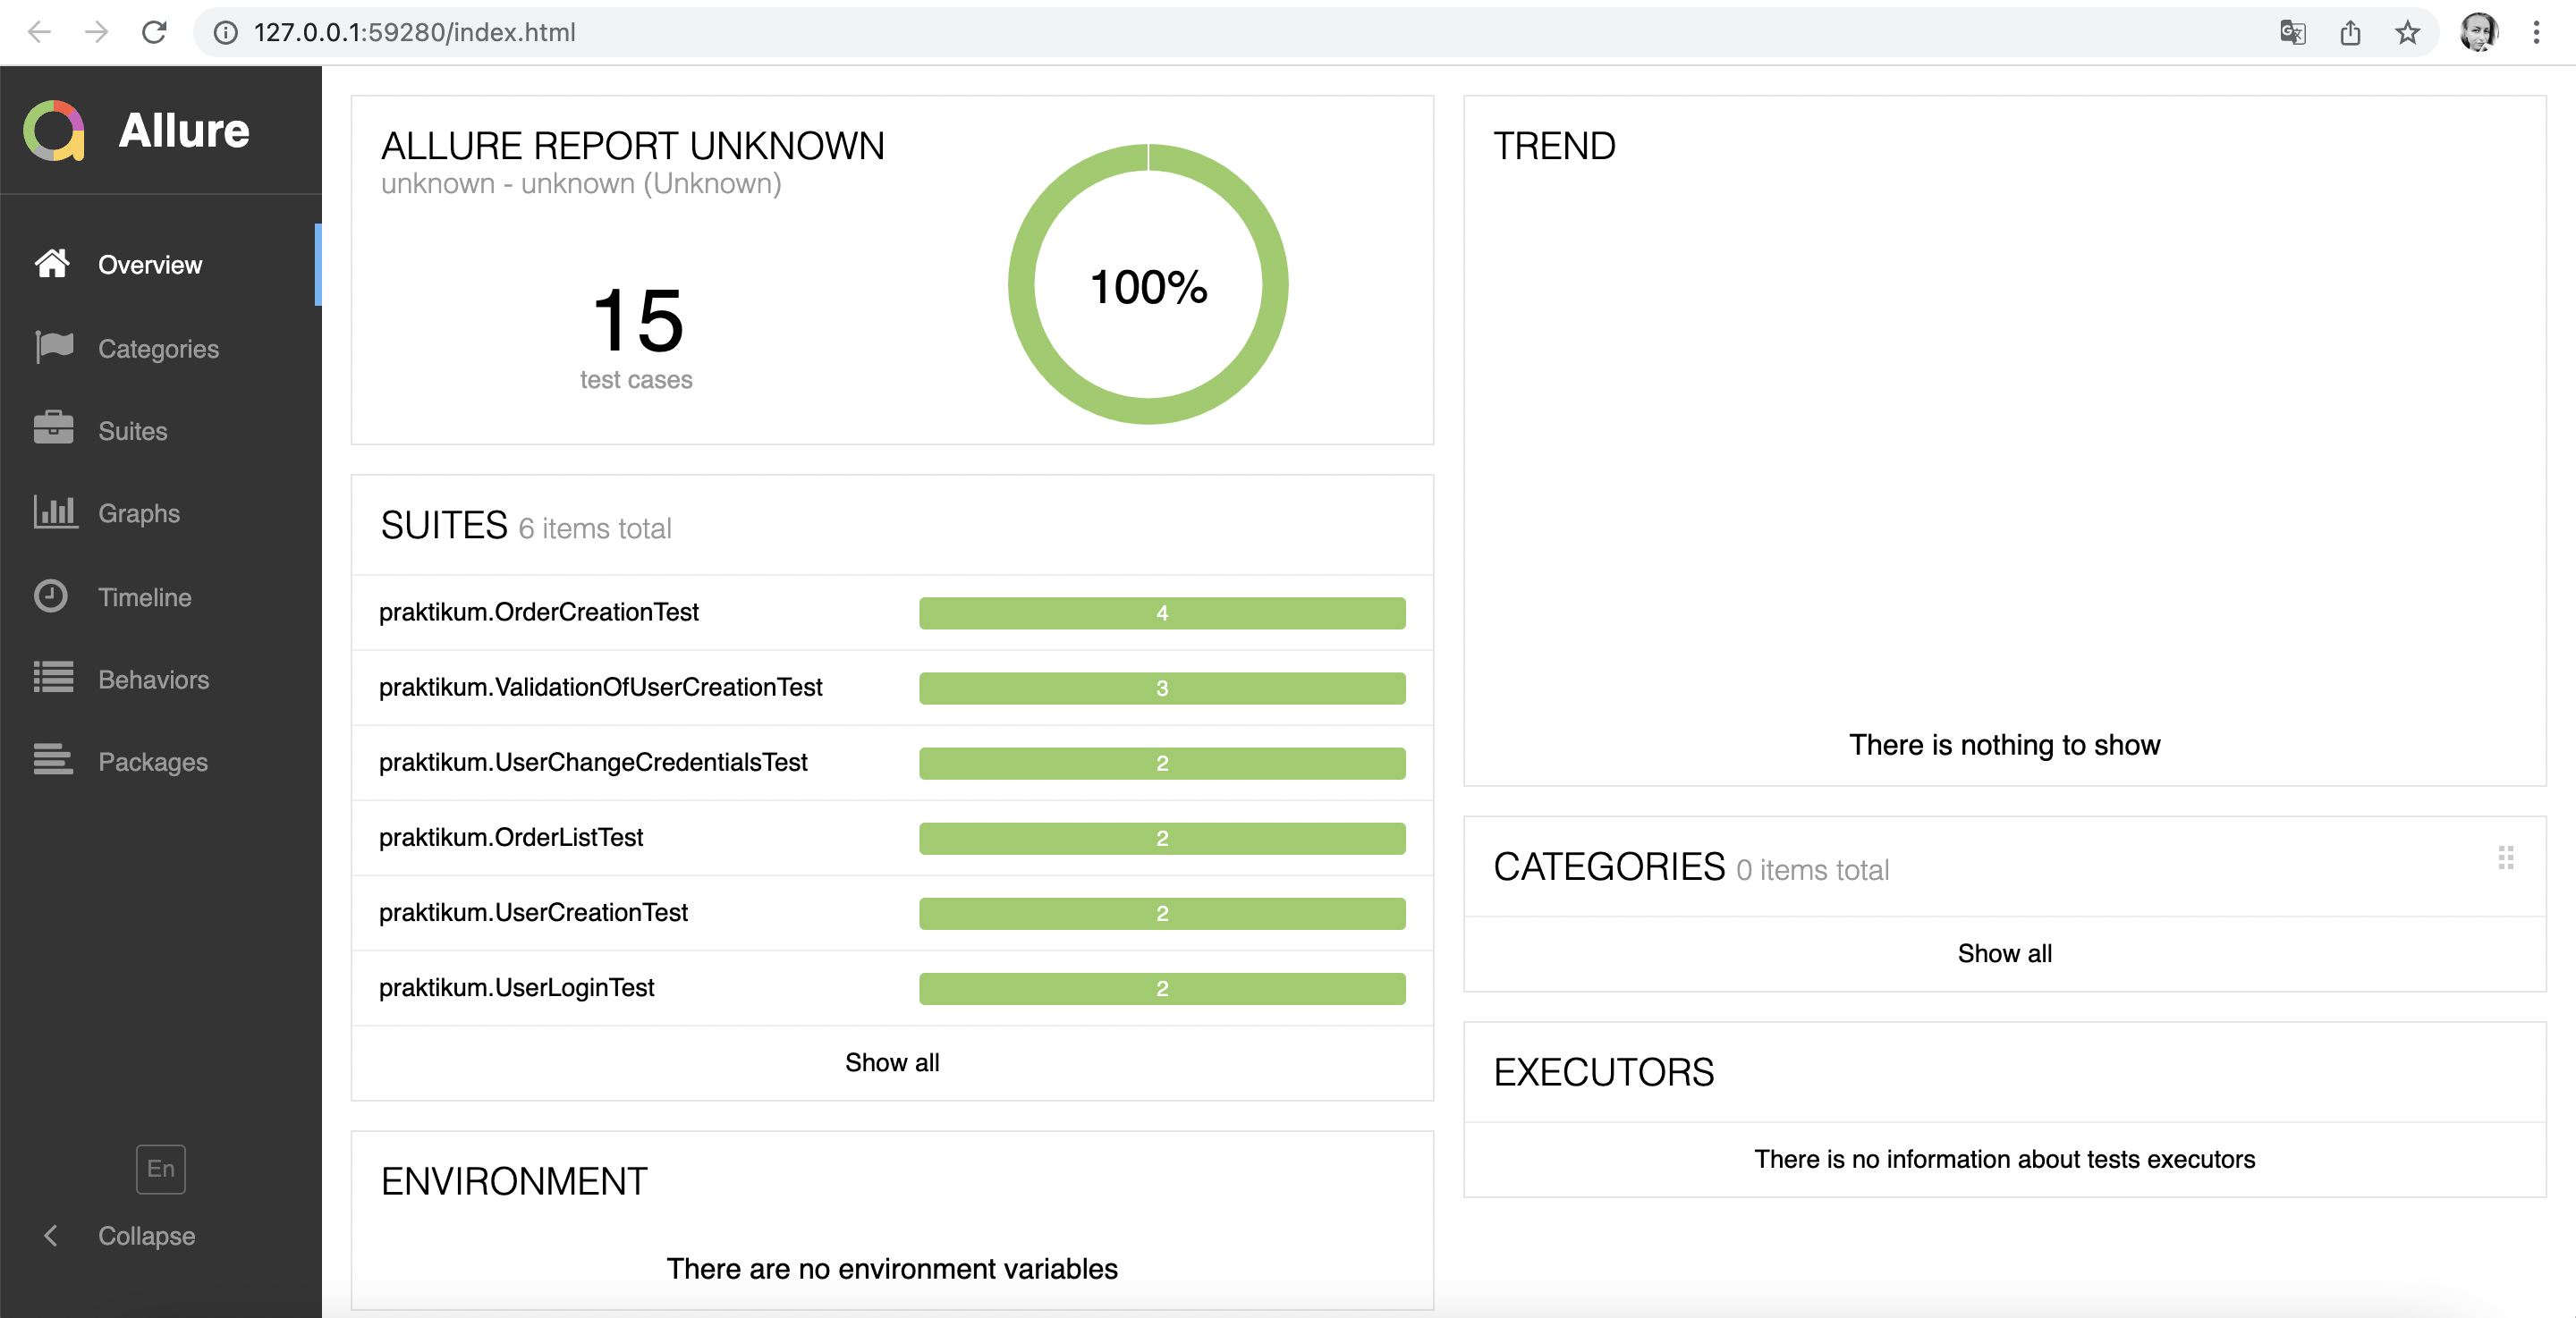 127.0.0.1:59280/index.html
Allure
Overview
Categories
Suites
Graphs
Timeline
Behaviors
Packages
En
Collapse
ALLURE REPORT UNKNOWN
unknown - unknown (Unknown)
15
test cases
100%
SUITES 6 items total
praktikum.OrderCreationTest 4
praktikum.ValidationOfUserCreationTest 3
praktikum.UserChangeCredentialsTest 2
praktikum.OrderListTest 2
praktikum.UserCreationTest 2
praktikum.UserLoginTest 2
Show all
ENVIRONMENT
There are no environment variables
TREND
There is nothing to show
CATEGORIES 0 items total
Show all
EXECUTORS
There is no information about tests executors